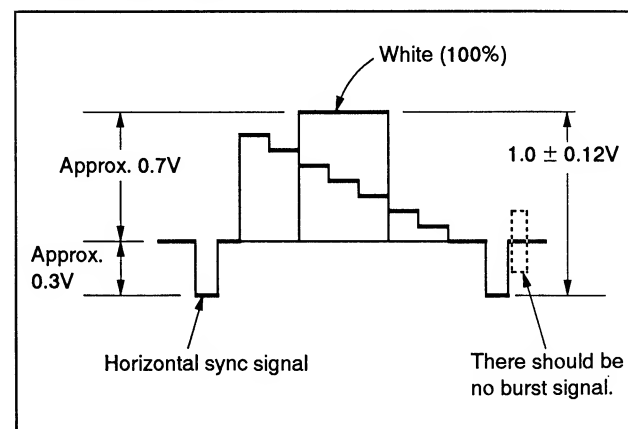 White (100%)
Approx. 0.7V
1.0 ± 0.12V
Approx.
0.3V
Horizontal sync signal
There should be
no burst signal.